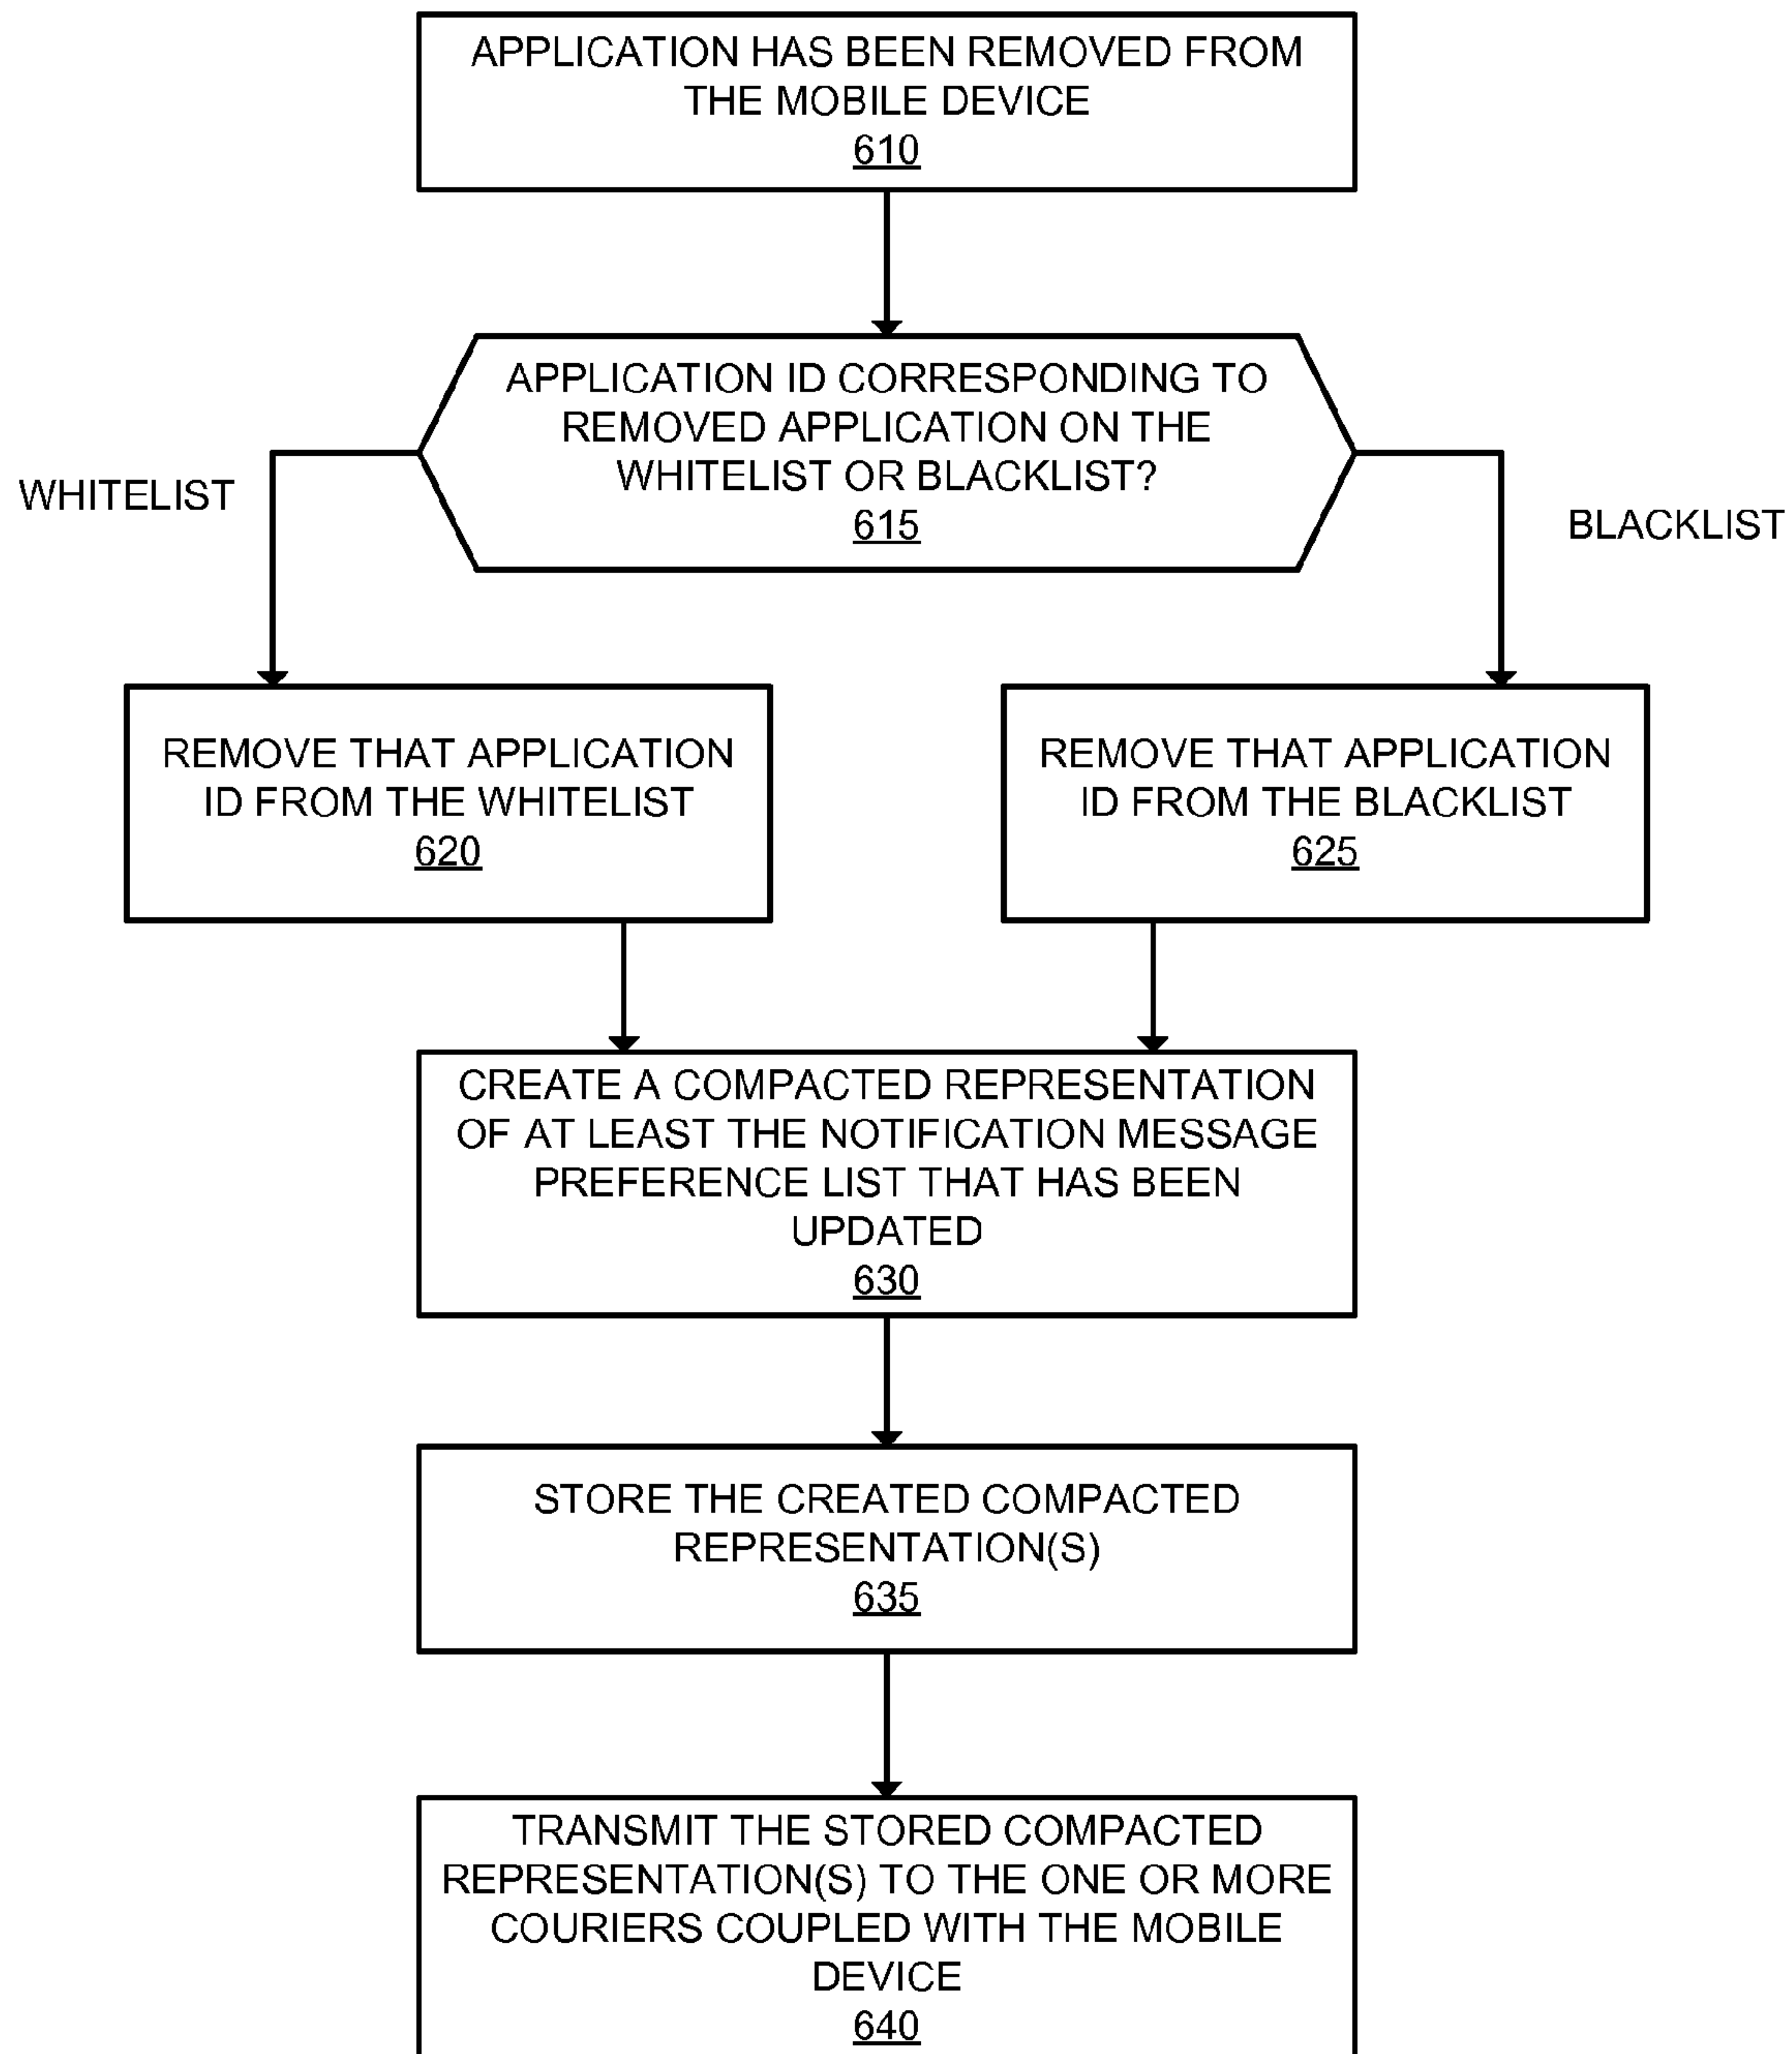 APPLICATION HAS BEEN REMOVED FROM
THE MOBILE DEVICE
610
APPLICATION ID CORRESPONDING TO
REMOVED APPLICATION ON THE
WHITELIST OR BLACKLIST?
615
WHITELIST
BLACKLIST
REMOVE THAT APPLICATION
ID FROM THE WHITELIST
620
REMOVE THAT APPLICATION
ID FROM THE BLACKLIST
625
CREATE A COMPACTED REPRESENTATION
OF AT LEAST THE NOTIFICATION MESSAGE
PREFERENCE LIST THAT HAS BEEN
UPDATED
630
STORE THE CREATED COMPACTED
REPRESENTATION(S)
635
TRANSMIT THE STORED COMPACTED
REPRESENTATION(S) TO THE ONE OR MORE
COURIERS COUPLED WITH THE MOBILE
DEVICE
640